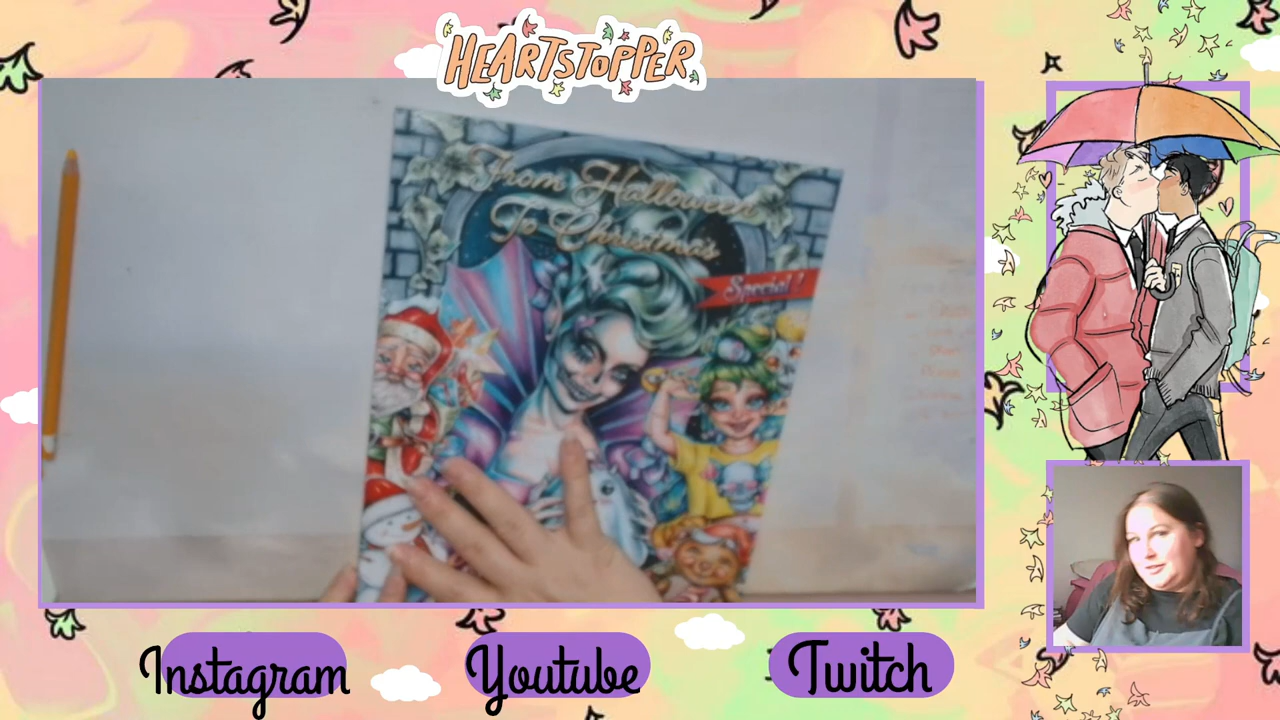 HEARTSTOPPER
From Halloween
To Christmas
Special!
Instagram
Youtube
Twitch